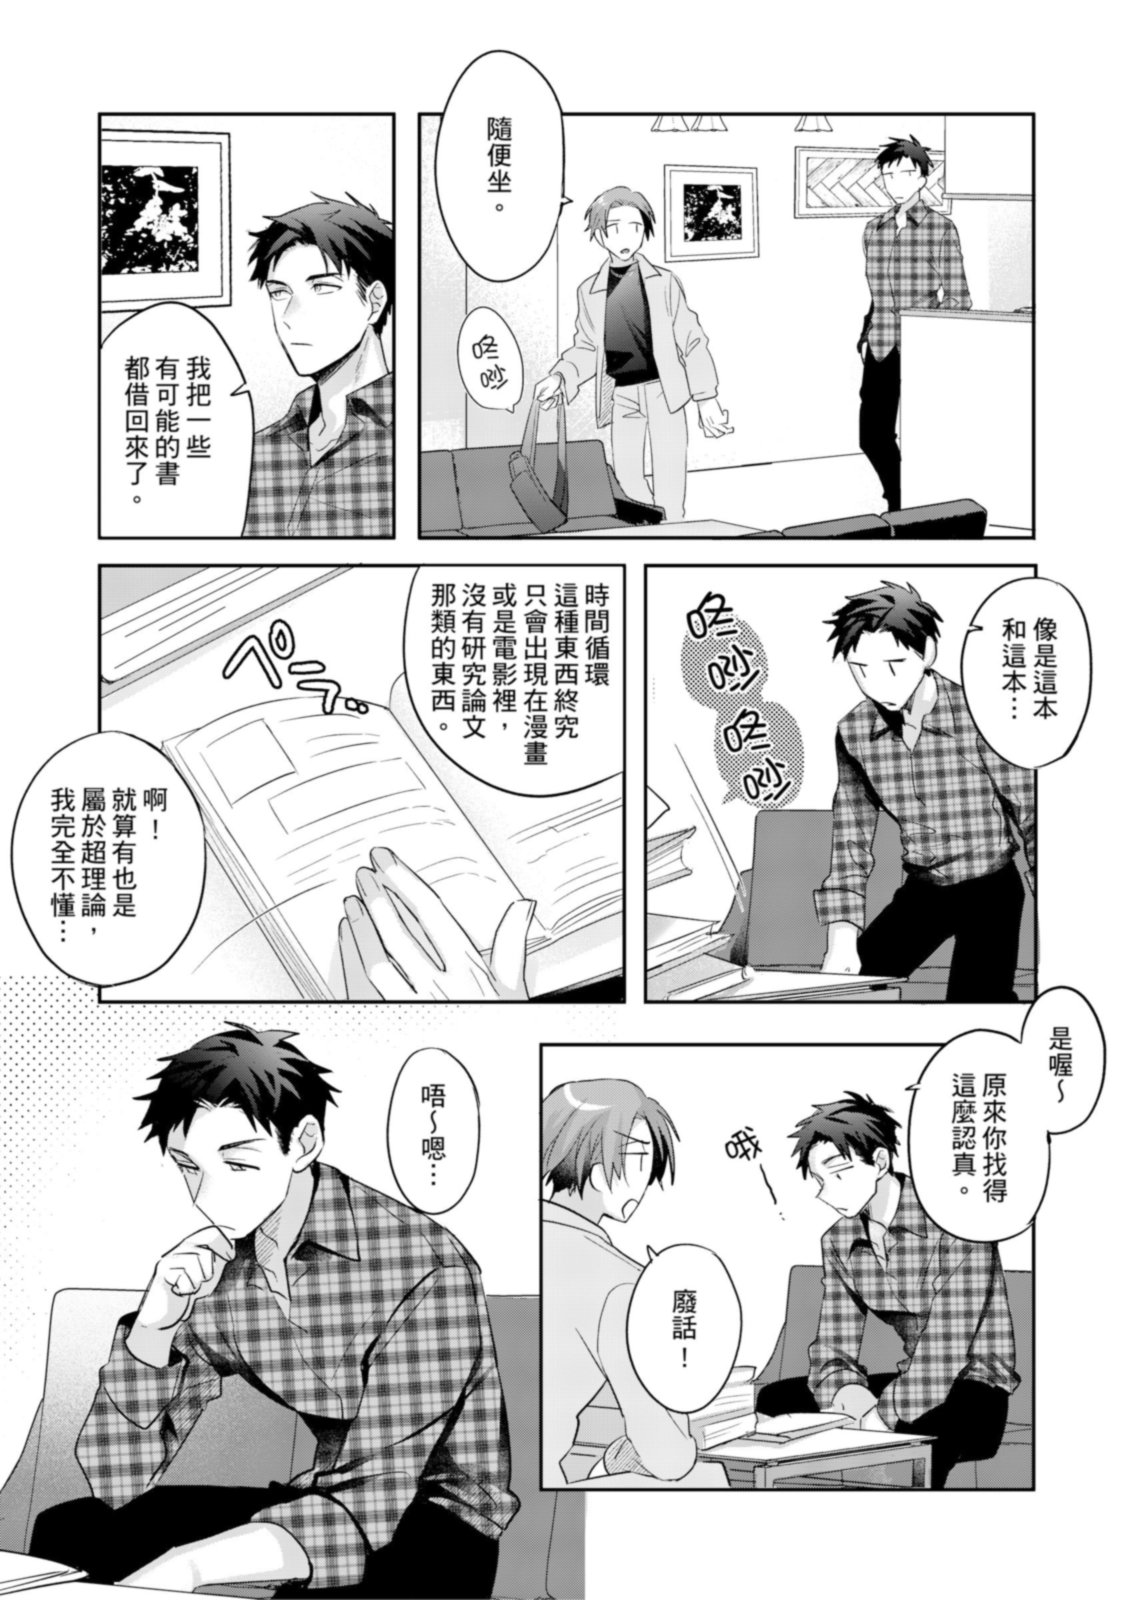 隨便坐。
咚
唦
我把一些
有可能的書
都借回來了。
像是這本
和這本…
咚
唦
咚
唦
時間循環
這種東西終究
只會出現在漫畫
或是電影裡，
沒有研究論文
那類的東西。
ペラ…
啊！
就算有也是
屬於超理論，
我完全不懂…
是喔～
原來你找得
這麼認真。
哦—
廢話！
唔～嗯…